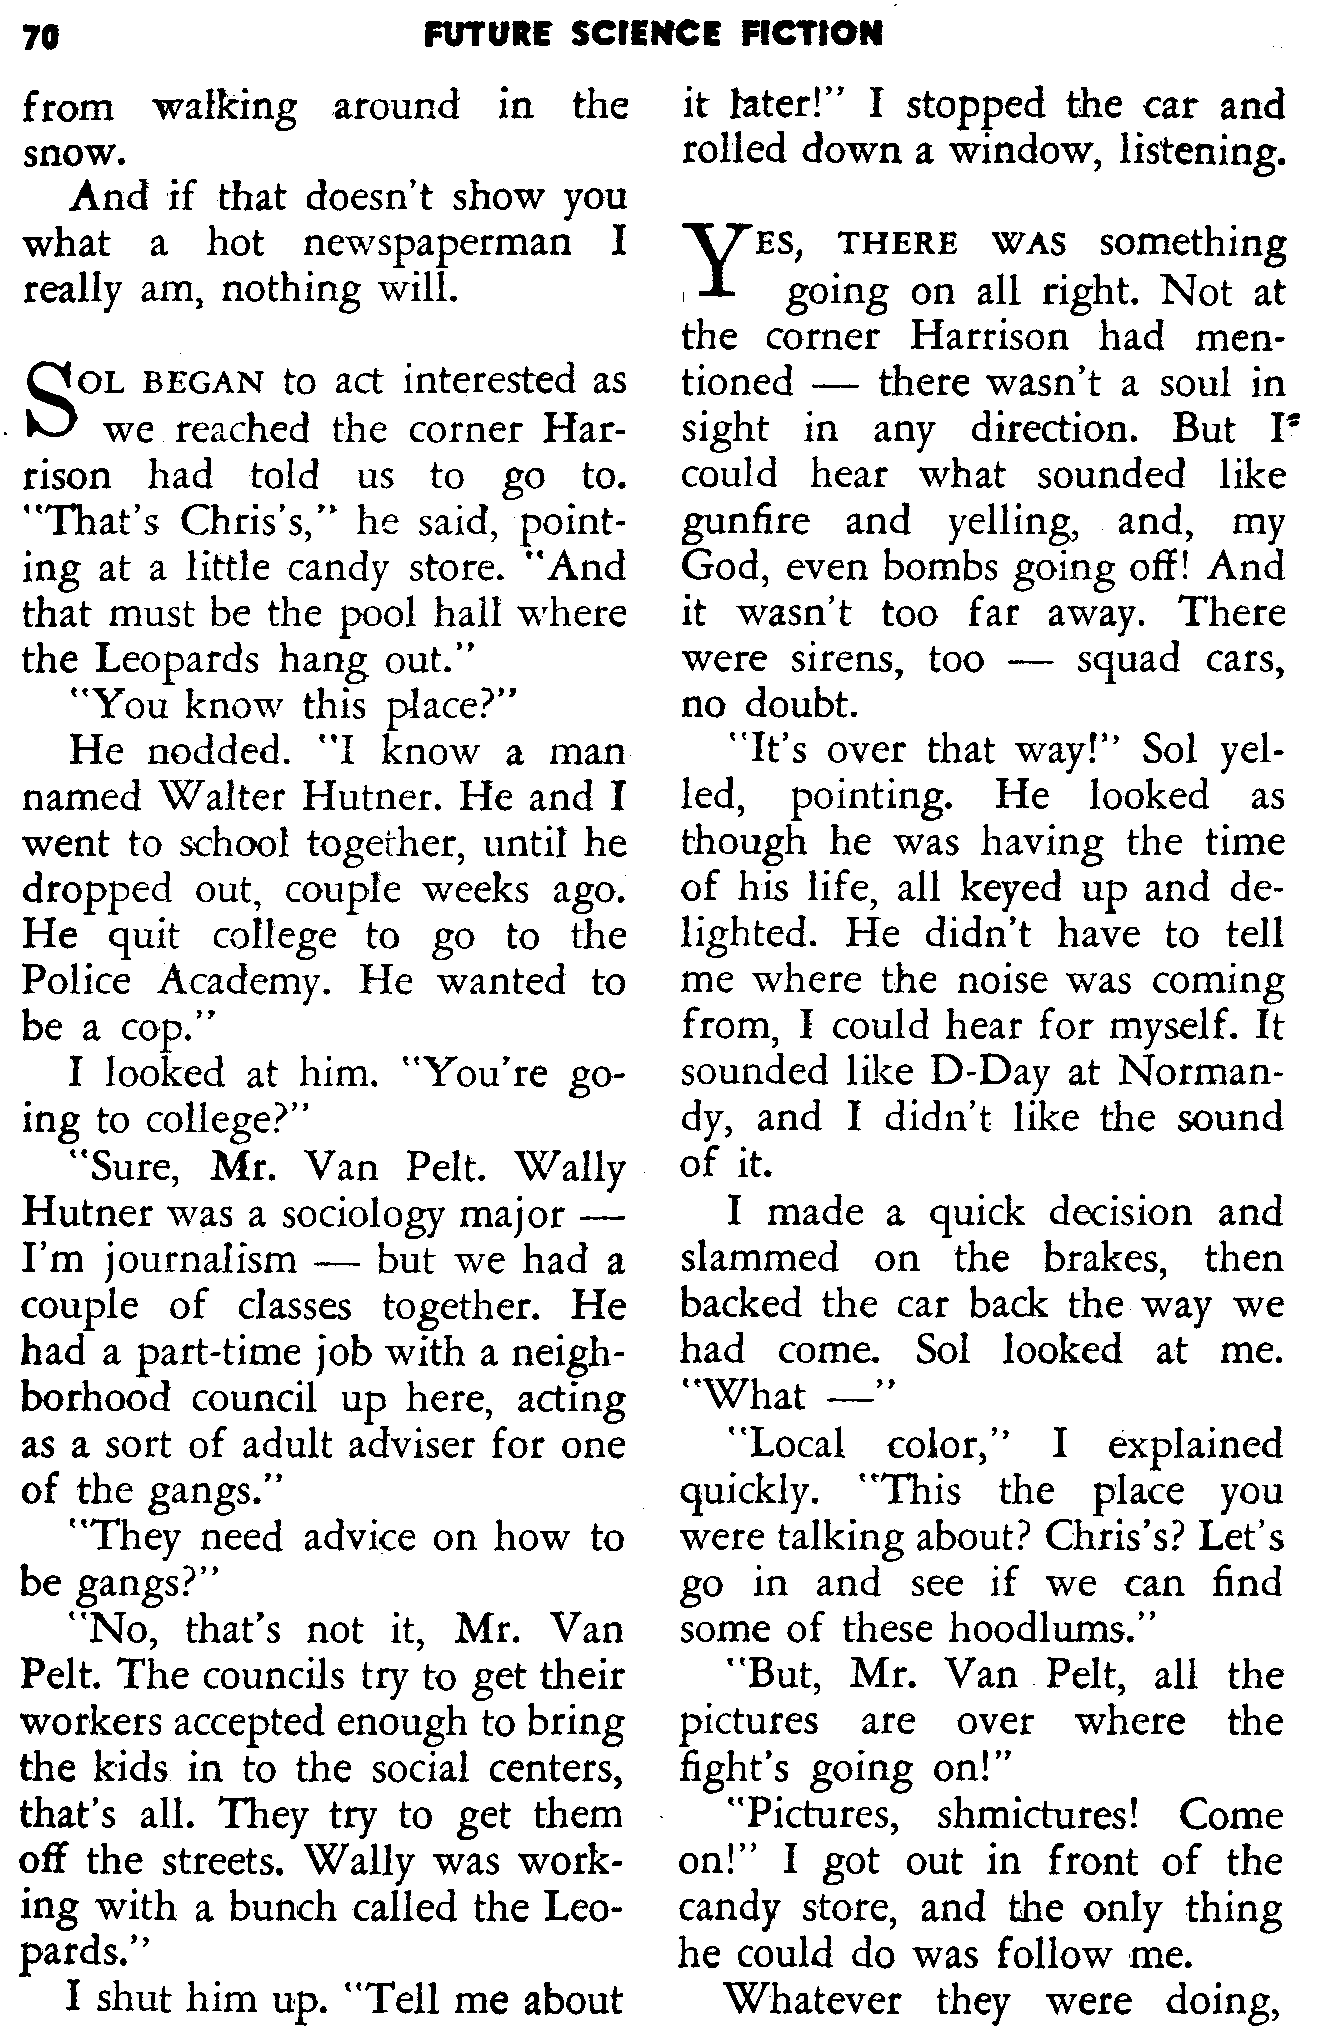 70
FUTURE SCIENCE FICTION
from walking around in the
snow.
And if that doesn't show you
what a hot newspaperman I
really am, nothing will.
SOL BEGAN to act interested as
we reached the corner Har-
rison had told us to go to.
"That's Chris's," he said, point-
ing at a little candy store. "And
that must be the pool hall where
the Leopards hang out."
"You know this place?"
He nodded. "I know a man
named Walter Hutner. He and I
went to school together, until he
dropped out, couple weeks ago.
He quit college to go to the
Police Academy. He wanted to
be a cop."
I looked at him. "You're go-
ing to college?"
"Sure, Mr. Van Pelt. Wally
Hutner was a sociology major —
I'm journalism — but we had a
couple of classes together. He
had a part-time job with a neigh-
borhood council up here, acting
as a sort of adult adviser for one
of the gangs."
"They need advice on how to
be gangs?"
"No, that's not it, Mr. Van
Pelt. The councils try to get their
workers accepted enough to bring
the kids in to the social centers,
that's all. They try to get them
off the streets. Wally was work-
ing with a bunch called the Leo-
pards."
I shut him up. "Tell me about
it later!" I stopped the car and
rolled down a window, listening.
YES, THERE WAS something
going on all right. Not at
the corner Harrison had men-
tioned — there wasn't a soul in
sight in any direction. But I
could hear what sounded like
gunfire and yelling, and, my
God, even bombs going off! And
it wasn't too far away. There
were sirens, too — squad cars,
no doubt.
"It's over that way!" Sol yel-
led, pointing. He looked as
though he was having the time
of his life, all keyed up and de-
lighted. He didn't have to tell
me where the noise was coming
from, I could hear for myself. It
sounded like D-Day at Norman-
dy, and I didn't like the sound
of it.
I made a quick decision and
slammed on the brakes, then
backed the car back the way we
had come. Sol looked at me.
"What —"
"Local color," I explained
quickly. "This the place you
were talking about? Chris's? Let's
go in and see if we can find
some of these hoodlums."
"But, Mr. Van Pelt, all the
pictures are over where the
fight's going on!"
"Pictures, shmictures! Come
on!" I got out in front of the
candy store, and the only thing
he could do was follow me.
Whatever they were doing,